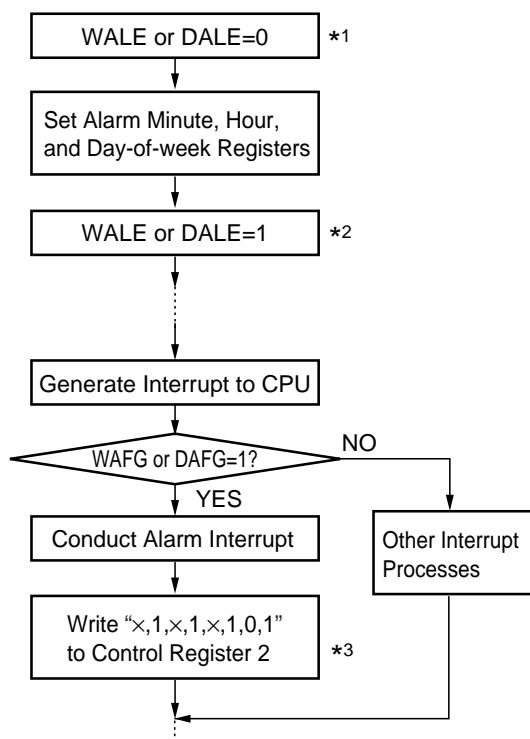 WALE or DALE=0 *1
Set Alarm Minute, Hour,
and Day-of-week Registers
WALE or DALE=1 *2
Generate Interrupt to CPU
WAFG or DAFG=1?
NO
YES
Conduct Alarm Interrupt
Other Interrupt
Processes
Write “×,1,×,1,×,1,0,1”
to Control Register 2 *3